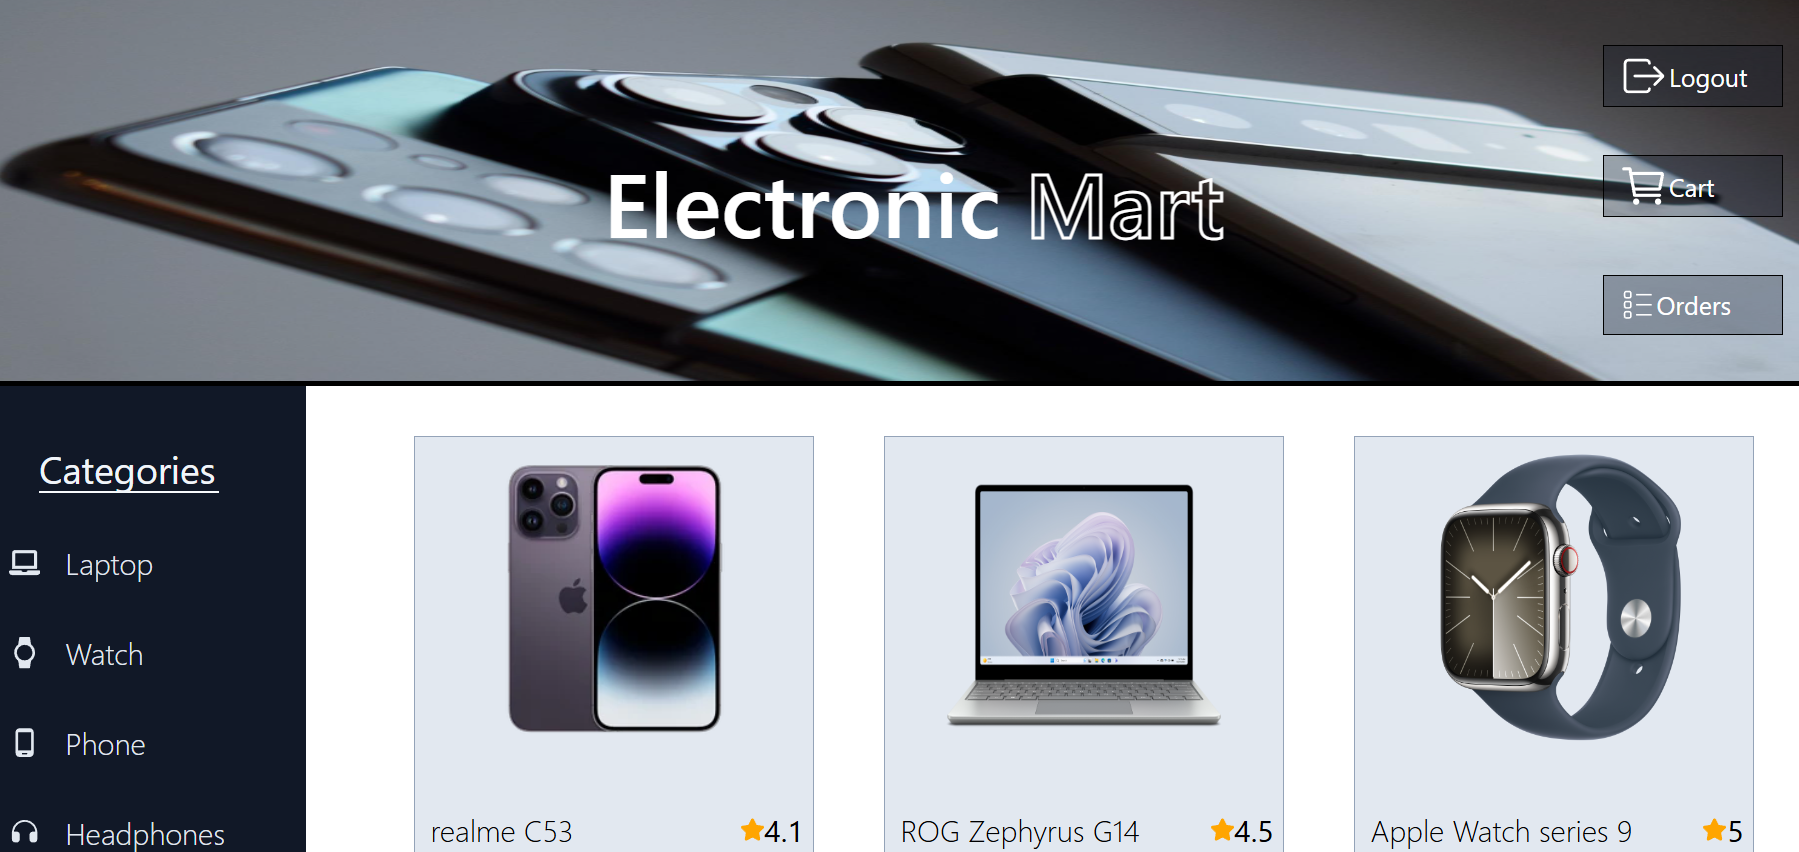 Logout
Cart
Electronic Mart
Orders
Categories
Laptop
Watch
Phone
Headphones
realme C53
4.1
ROG Zephyrus G14
4.5
Apple Watch series 9
5